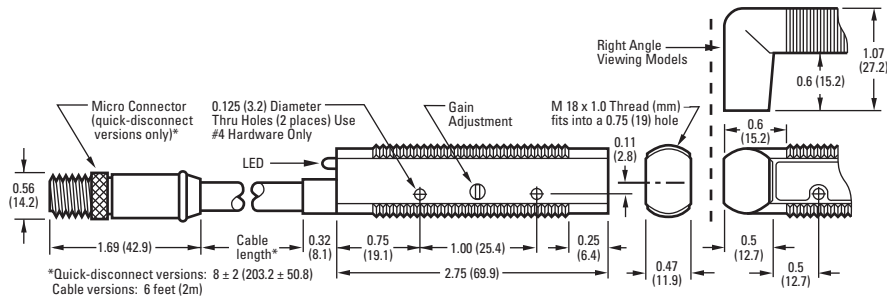 Right Angle
Viewing Models
1.07
(27.2)
0.6 (15.2)
Micro Connector
(quick-disconnect
versions only)*
0.125 (3.2) Diameter
Thru Holes (2 places) Use
#4 Hardware Only
Gain
Adjustment
M 18 x 1.0 Thread (mm)
fits into a 0.75 (19) hole
0.11
(2.8)
0.6
(15.2)
LED
0.56
(14.2)
1.69 (42.9)
Cable
length*
0.32
(8.1)
0.75
(19.1)
1.00 (25.4)
0.25
(6.4)
2.75 (69.9)
0.47
(11.9)
0.5
(12.7)
0.5
(12.7)
*Quick-disconnect versions: 8 ± 2 (203.2 ± 50.8)
Cable versions: 6 feet (2m)